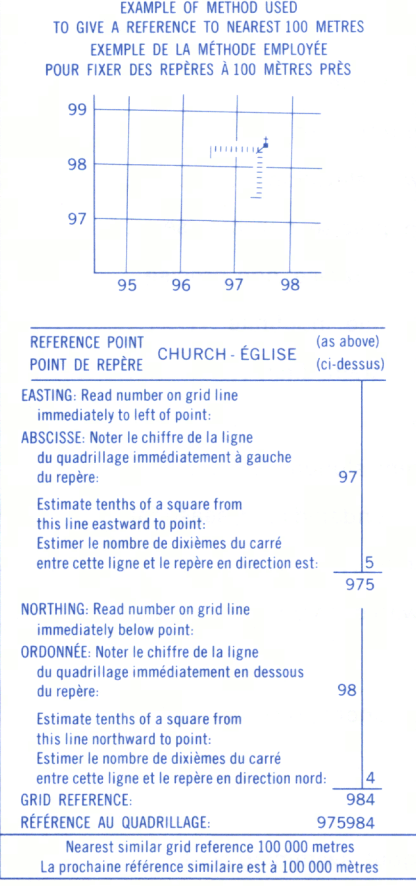 EXAMPLE OF METHOD USED
TO GIVE A REFERENCE TO NEAREST 100 METRES
EXEMPLE DE LA MÉTHODE EMPLOYÉE
POUR FIXER DES REPÈRES À 100 MÈTRES PRÈS
99
98
97
95 96 97 98
REFERENCE POINT
POINT DE REPÈRE
CHURCH - ÉGLISE
(as above)
(ci-dessus)
EASTING: Read number on grid line
immediately to left of point:
ABSCISSE: Noter le chiffre de la ligne
du quadrillage immédiatement à gauche
du repère: 97
Estimate tenths of a square from
this line eastward to point:
Estimer le nombre de dixièmes du carré
entre cette ligne et le repère en direction est: 5
975
NORTHING: Read number on grid line
immediately below point:
ORDONNÉE: Noter le chiffre de la ligne
du quadrillage immédiatement en dessous
du repère: 98
Estimate tenths of a square from
this line northward to point:
Estimer le nombre de dixièmes du carré
entre cette ligne et le repère en direction nord: 4
GRID REFERENCE: 984
RÉFÉRENCE AU QUADRILLAGE: 975984
Nearest similar grid reference 100 000 metres
La prochaine référence similaire est à 100 000 mètres